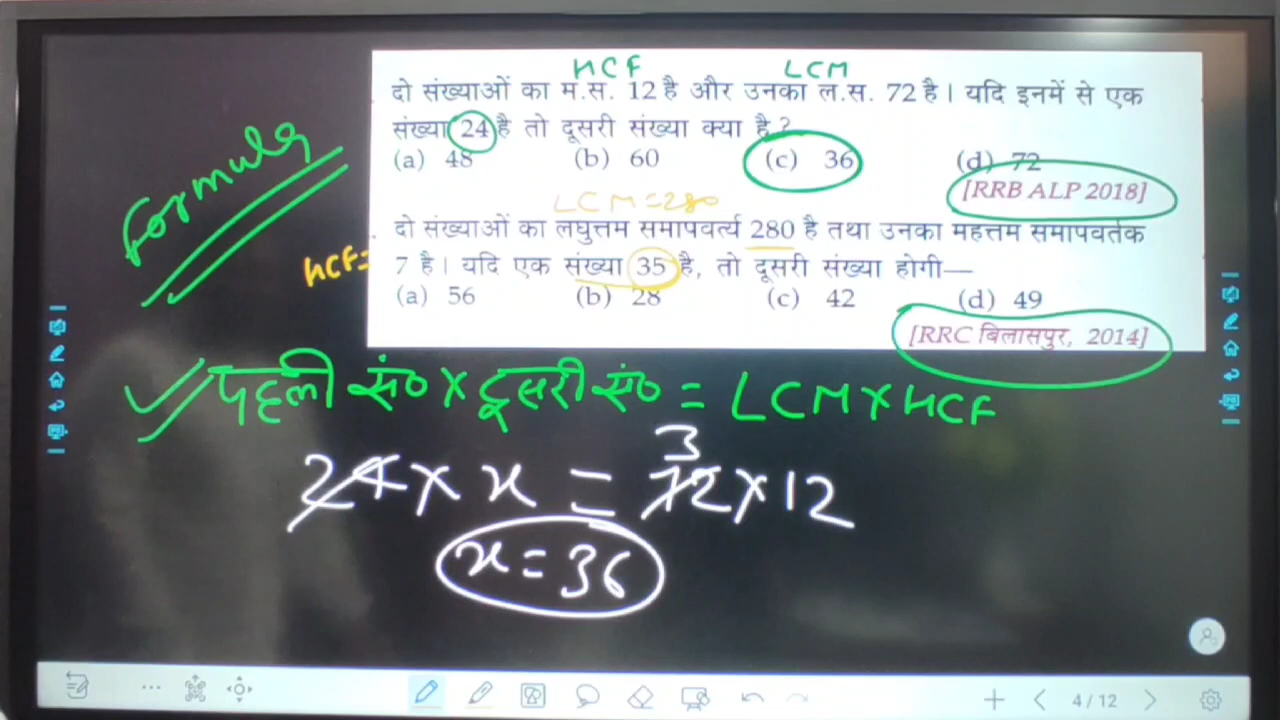 HCF LCM
दो संख्याओं का म.स. 12 है और उनका ल.स. 72 है। यदि इनमें से एक
संख्या 24 है तो दूसरी संख्या क्या है?
(a) 48 (b) 60 (c) 36 (d) 72
[RRB ALP 2018]
Formula
LCM=280
दो संख्याओं का लघुत्तम समापवर्त्य 280 है तथा उनका महत्तम समापवर्तक
HCF=
7 है। यदि एक संख्या 35 है, तो दूसरी संख्या होगी—
(a) 56 (b) 28 (c) 42 (d) 49
[RRC बिलासपुर, 2014]
पहली सं० × दूसरी सं० = LCM×HCF
3
24 × x = 72×12
x = 36
4 / 12